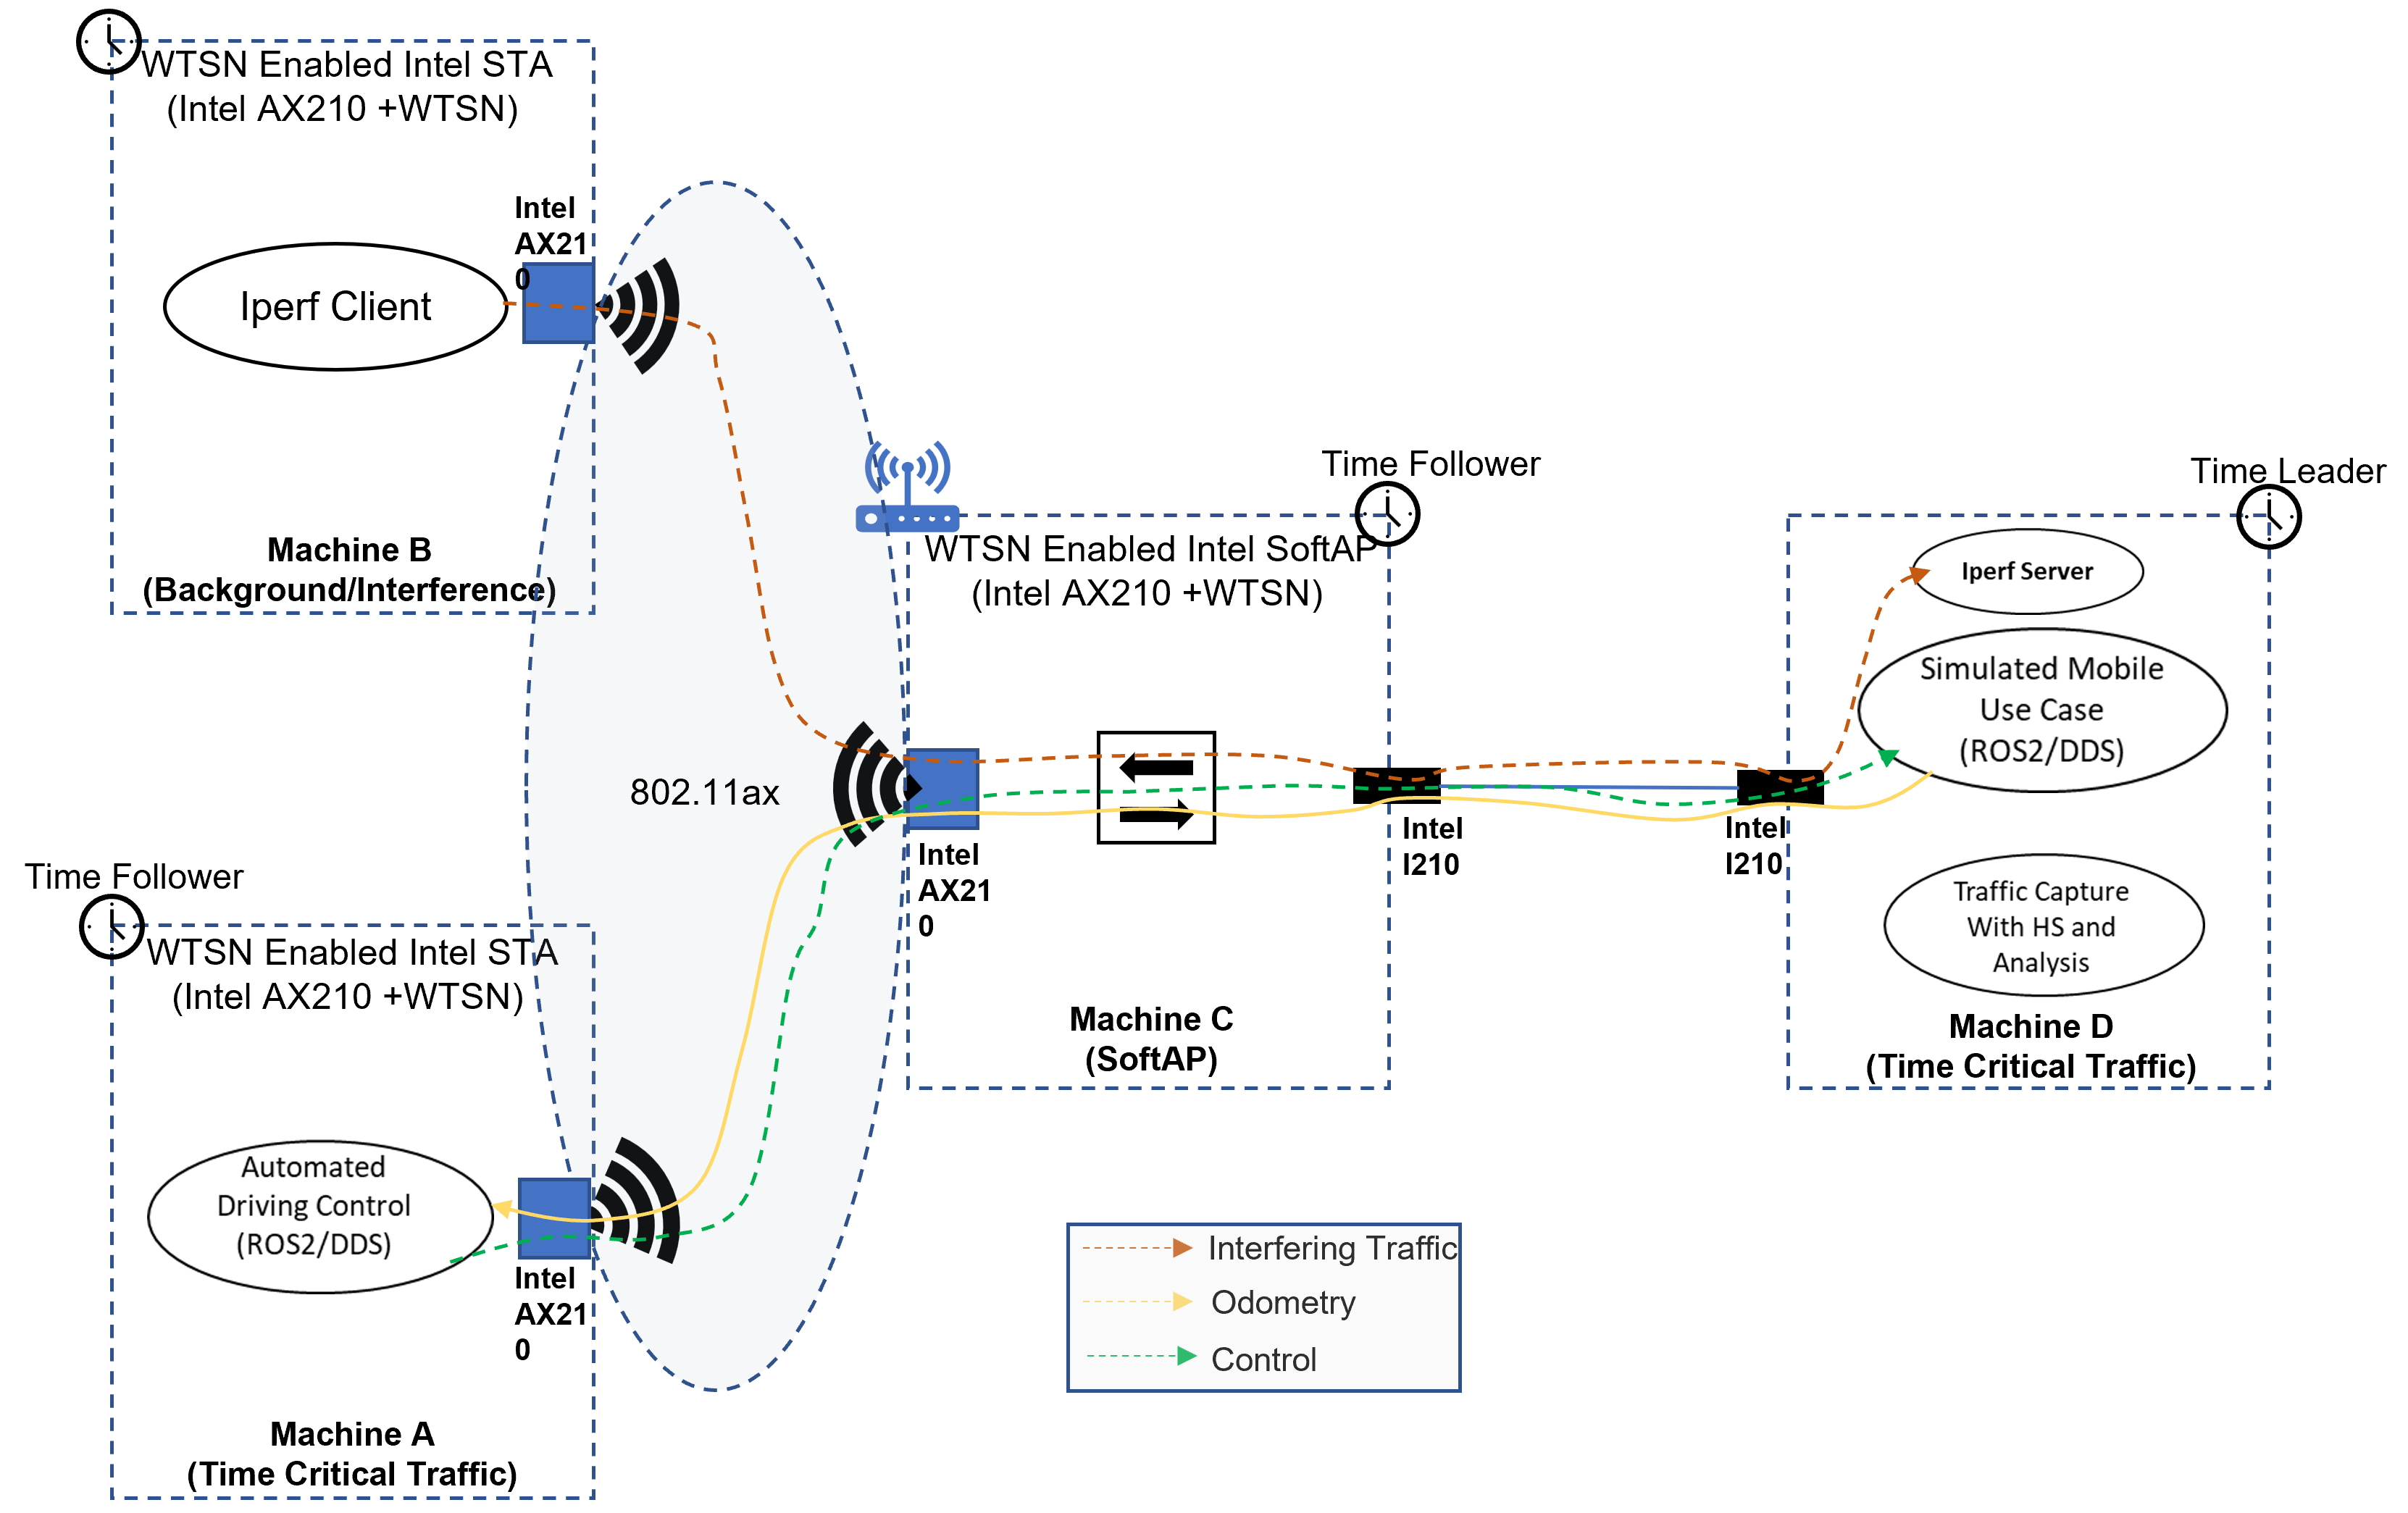 WTSN Enabled Intel STA
(Intel AX210 +WTSN)
Intel
AX21
0
Iperf Client
Machine B
(Background/Interference)
802.11ax
Time Follower
WTSN Enabled Intel STA
(Intel AX210 +WTSN)
Automated
Driving Control
(ROS2/DDS)
Intel
AX21
0
Machine A
(Time Critical Traffic)
Time Follower
WTSN Enabled Intel SoftAP
(Intel AX210 +WTSN)
Intel
AX21
0
Intel
I210
Machine C
(SoftAP)
Time Leader
Iperf Server
Simulated Mobile
Use Case
(ROS2/DDS)
Intel
I210
Traffic Capture
With HS and
Analysis
Machine D
(Time Critical Traffic)
Interfering Traffic
Odometry
Control